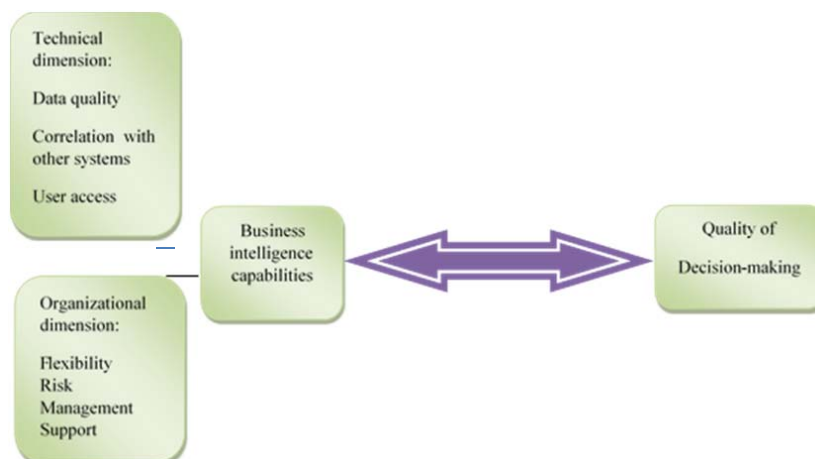 Technical
dimension:
Data quality
Correlation with
other systems
User access
Business
intelligence
capabilities
Quality of
Decision-making
Organizational
dimension:
Flexibility
Risk
Management
Support